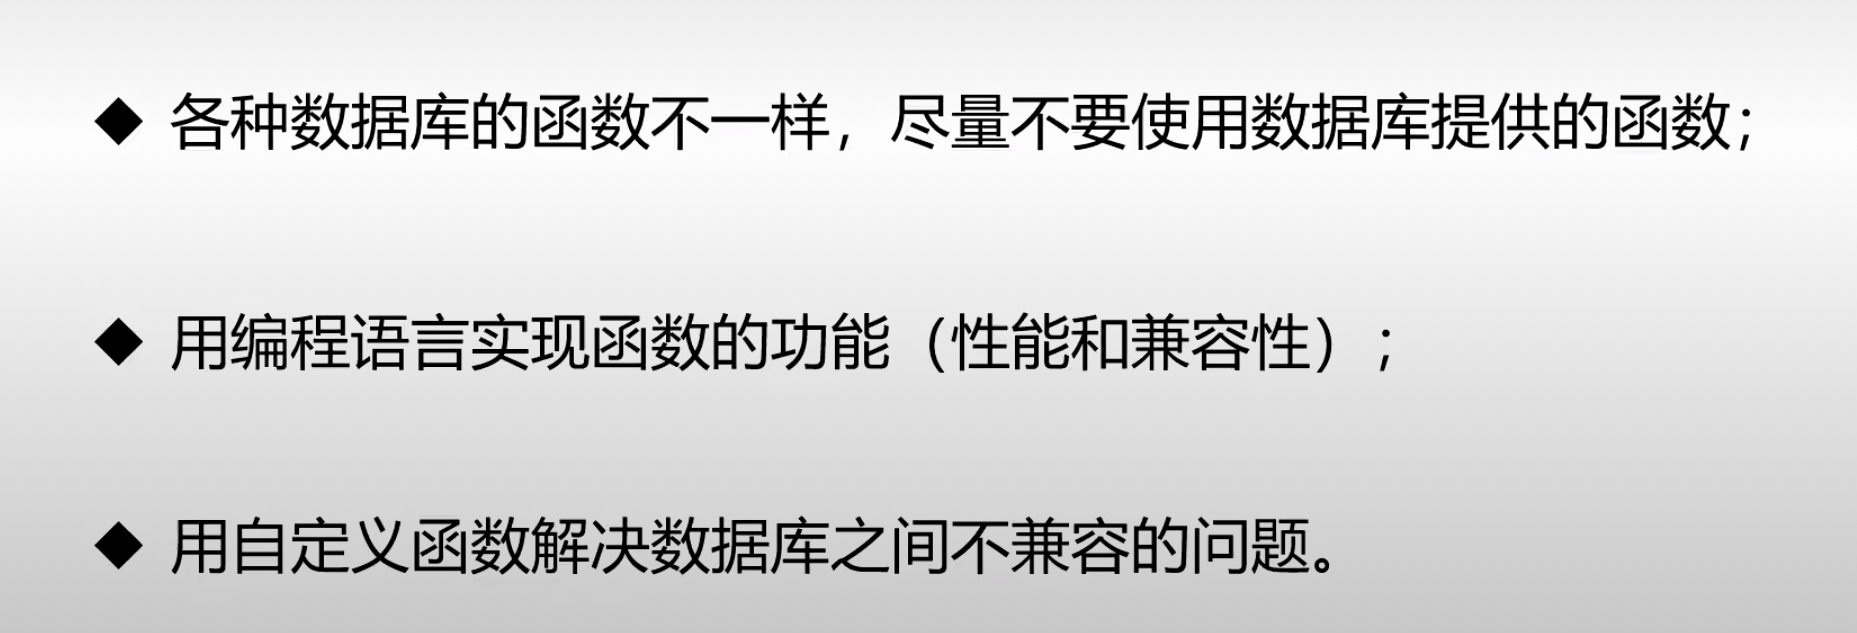 ◆ 各种数据库的函数不一样，尽量不要使用数据库提供的函数；
◆ 用编程语言实现函数的功能（性能和兼容性）；
◆ 用自定义函数解决数据库之间不兼容的问题。